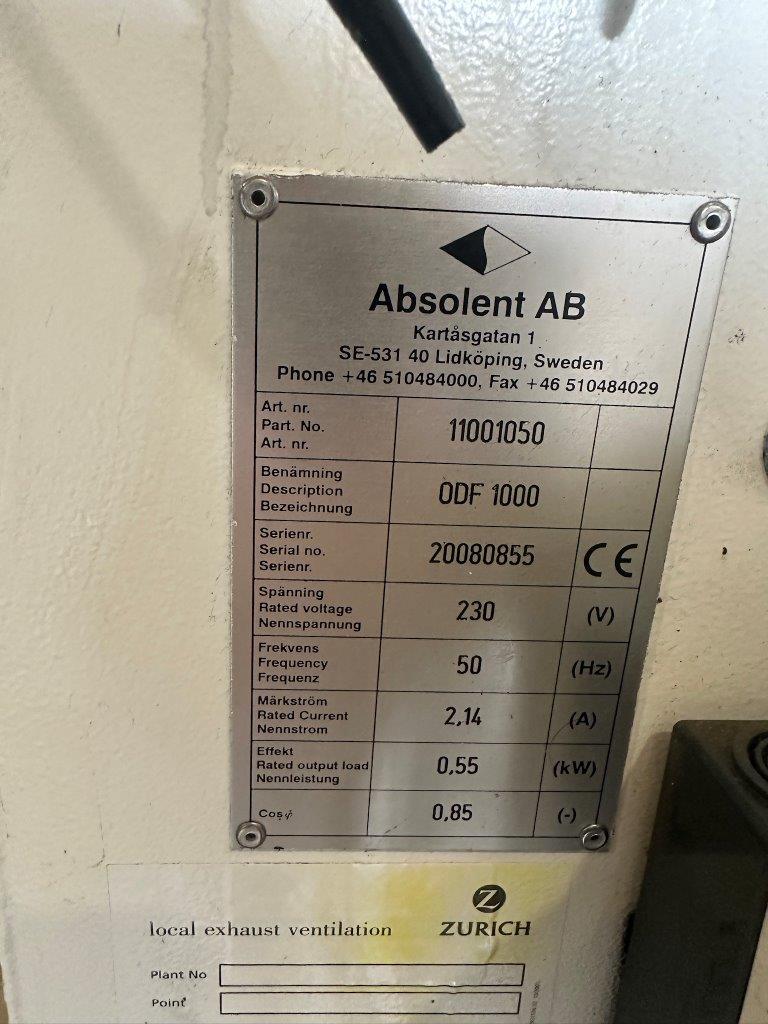 Absolent AB
Kartåsgatan 1
SE-531 40 Lidköping, Sweden
Phone +46 510484000, Fax +46 510484029
Art. nr.
Part. No.
Art. nr.
11001050
Benämning
Description
Bezeichnung
ODF 1000
Serienr.
Serial no.
Serienr.
20080855
CE
Spänning
Rated voltage
Nennspannung
230
(V)
Frekvens
Frequency
Frequenz
50
(Hz)
Märkström
Rated Current
Nennstrom
2,14
(A)
Effekt
Rated output load
Nennleistung
0,55
(kW)
Cos φ
0,85
(-)
local exhaust ventilation
Z
ZURICH
Plant No
Point